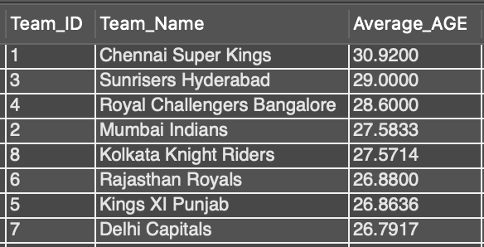 Team_ID Team_Name Average_AGE
1 Chennai Super Kings 30.9200
3 Sunrisers Hyderabad 29.0000
4 Royal Challengers Bangalore 28.6000
2 Mumbai Indians 27.5833
8 Kolkata Knight Riders 27.5714
6 Rajasthan Royals 26.8800
5 Kings XI Punjab 26.8636
7 Delhi Capitals 26.7917